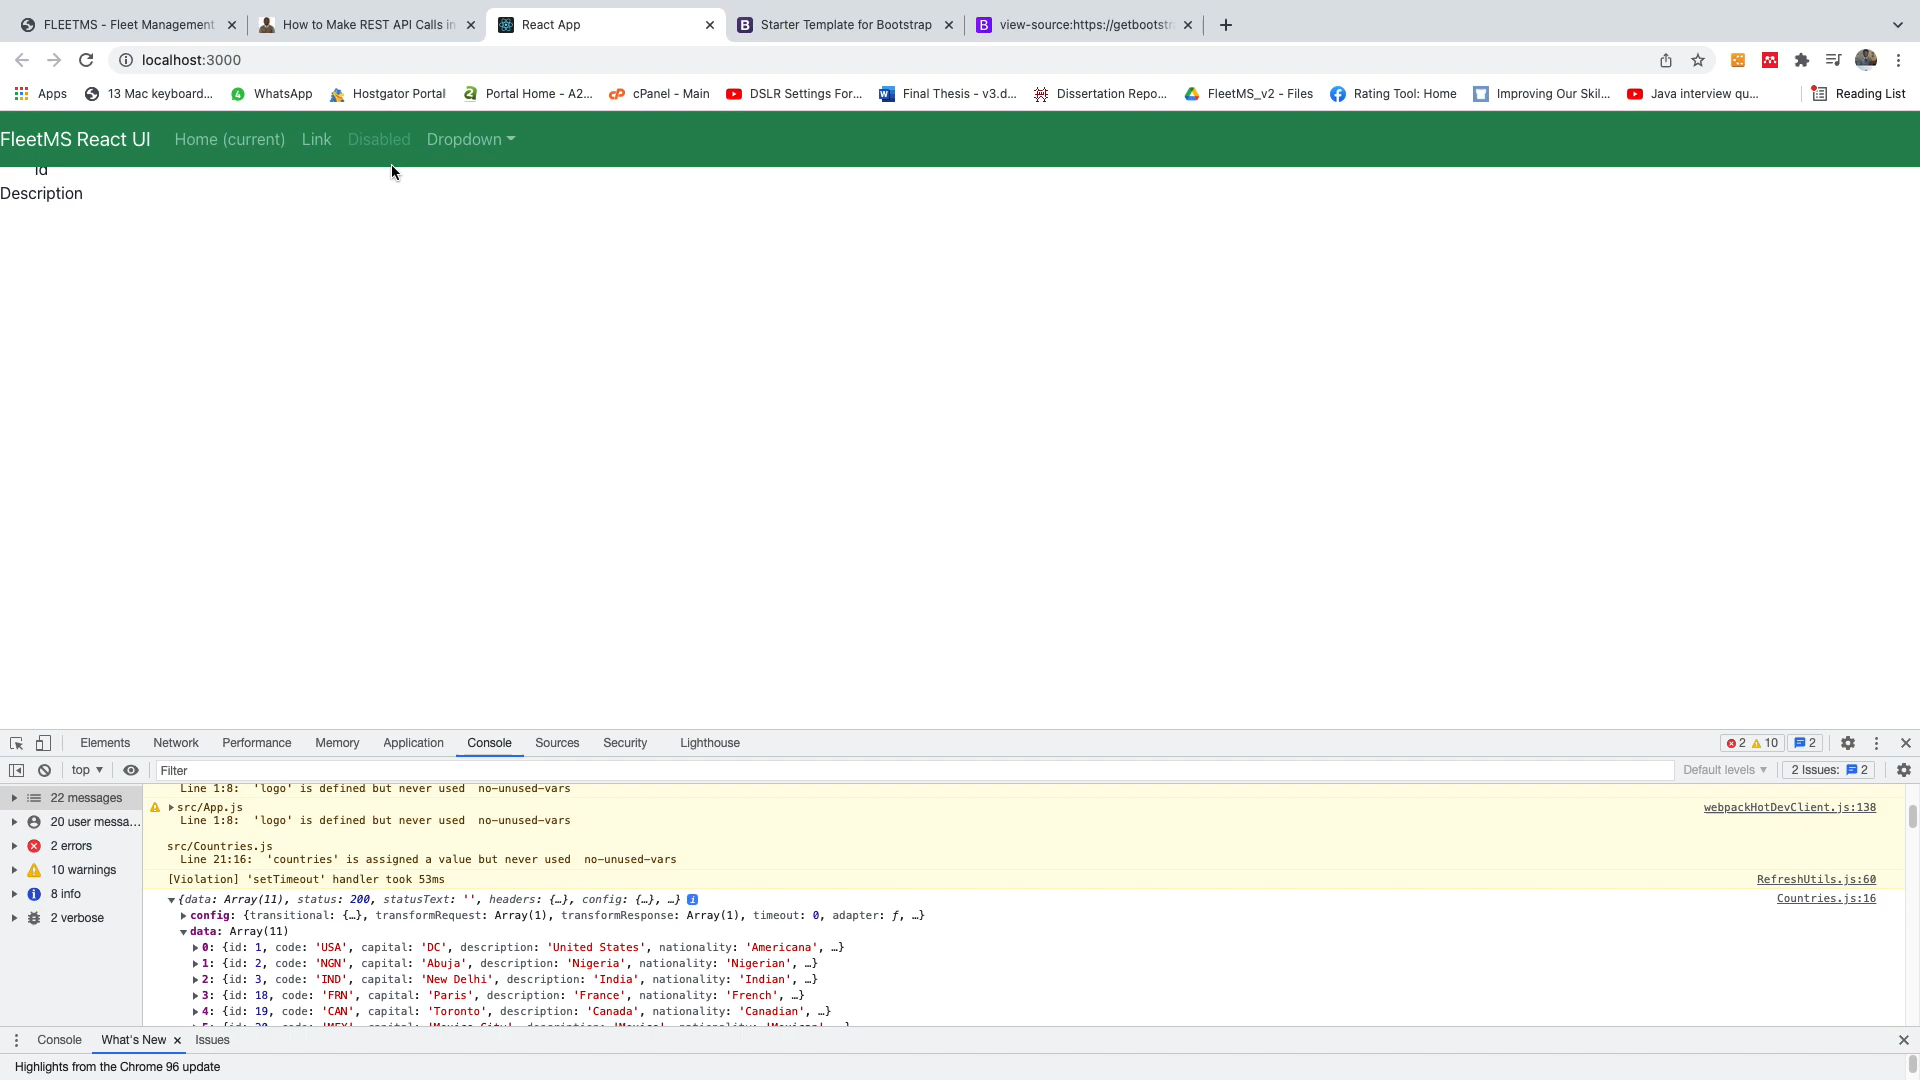 FLEETMS - Fleet Management
How to Make REST API Calls in
React App
Starter Template for Bootstrap
view-source:https://getbootstr
localhost:3000
Apps
13 Mac keyboard...
WhatsApp
Hostgator Portal
Portal Home - A2...
cPanel - Main
DSLR Settings For...
Final Thesis - v3.d...
Dissertation Repo...
FleetMS_v2 - Files
Rating Tool: Home
Improving Our Skil...
Java interview qu...
Reading List
FleetMS React UI
Home (current)
Link
Disabled
Dropdown
Id
Description
Elements
Network
Performance
Memory
Application
Console
Sources
Security
Lighthouse
2
10
2
top
Filter
Default levels
2 Issues:
2
22 messages
20 user messa...
2 errors
10 warnings
8 info
2 verbose
Line 1:8: 'logo' is defined but never used no-unused-vars
src/App.js
webpackHotDevClient.js:138
Line 1:8: 'logo' is defined but never used no-unused-vars
src/Countries.js
Line 21:16: 'countries' is assigned a value but never used no-unused-vars
[Violation] 'setTimeout' handler took 53ms
RefreshUtils.js:60
{data: Array(11), status: 200, statusText: '', headers: {…}, config: {…}, …}
Countries.js:16
config: {transitional: {…}, transformRequest: Array(1), transformResponse: Array(1), timeout: 0, adapter: ƒ, …}
data: Array(11)
0: {id: 1, code: 'USA', capital: 'DC', description: 'United States', nationality: 'Americana', …}
1: {id: 2, code: 'NGN', capital: 'Abuja', description: 'Nigeria', nationality: 'Nigerian', …}
2: {id: 3, code: 'IND', capital: 'New Delhi', description: 'India', nationality: 'Indian', …}
3: {id: 18, code: 'FRN', capital: 'Paris', description: 'France', nationality: 'French', …}
4: {id: 19, code: 'CAN', capital: 'Toronto', description: 'Canada', nationality: 'Canadian', …}
Console
What's New
Issues
Highlights from the Chrome 96 update